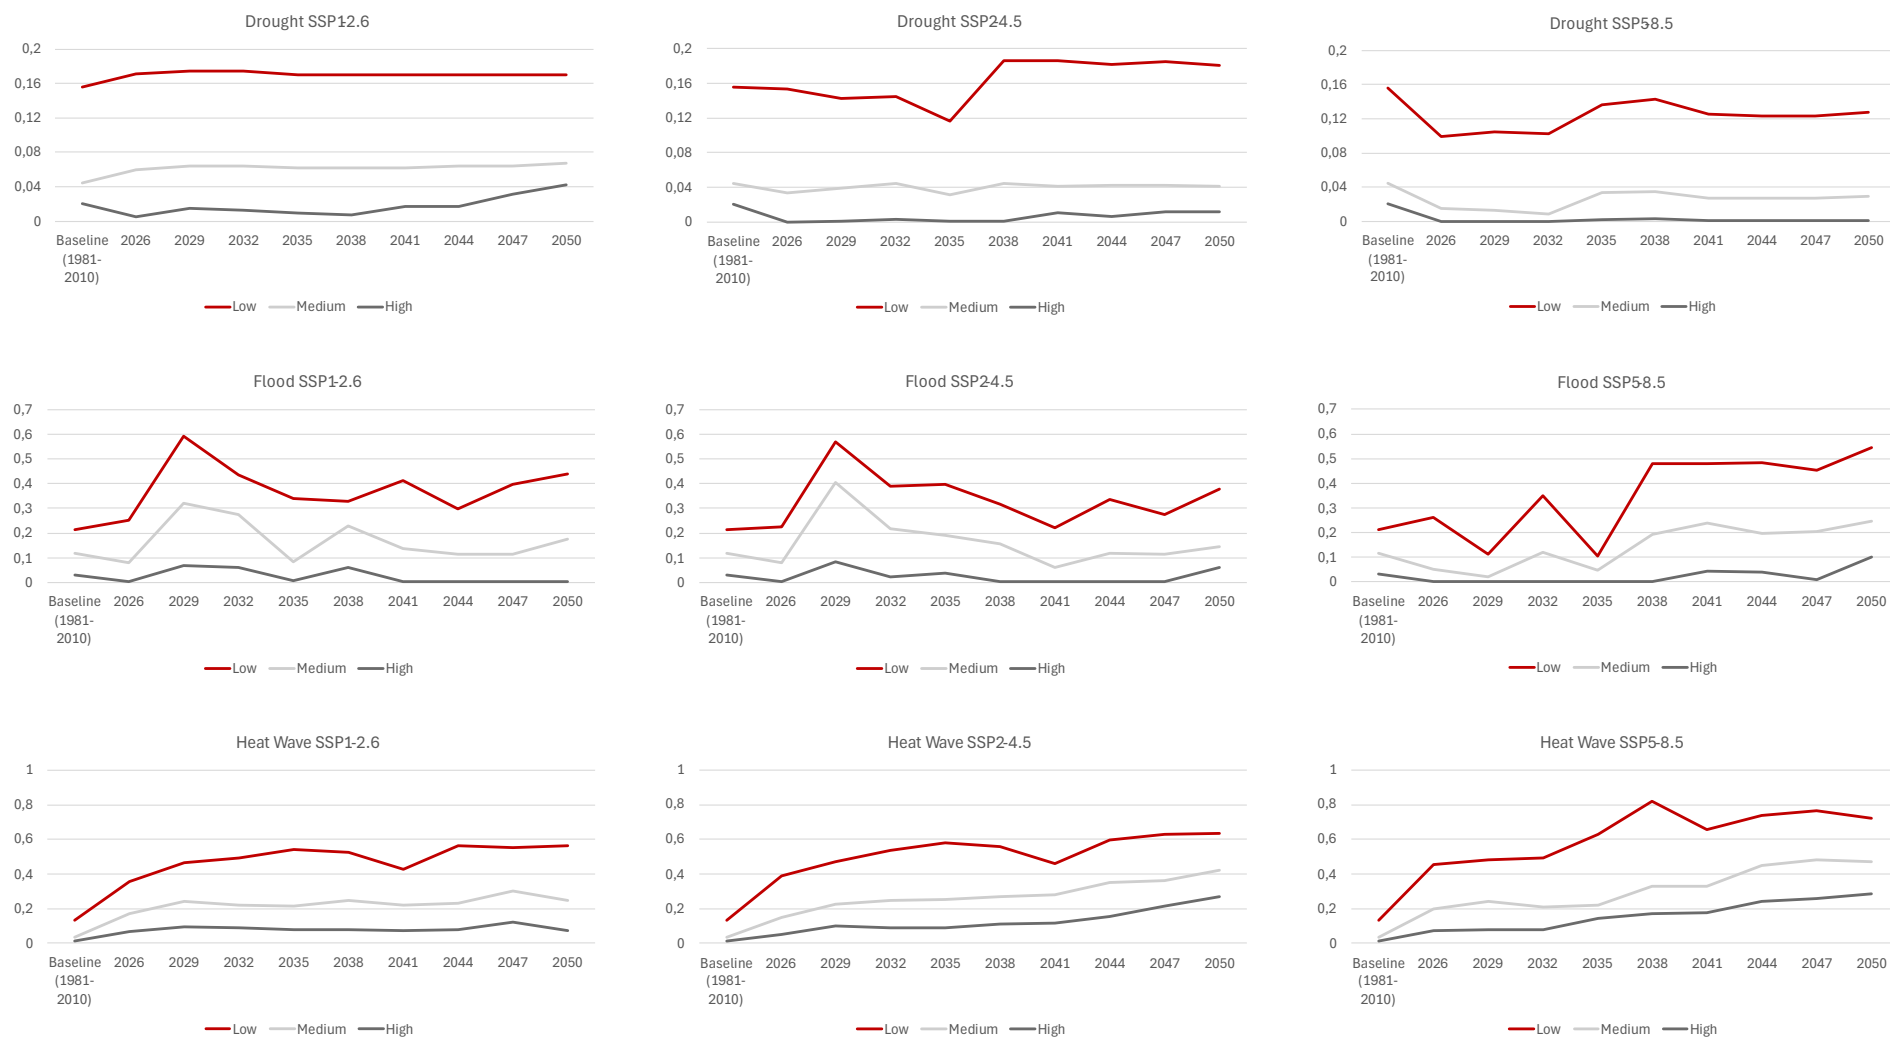 Drought SSP1-2.6
0,2
0,16
0,12
0,08
0,04
0
Baseline 2026 2029 2032 2035 2038 2041 2044 2047 2050
(1981-
2010)
Low Medium High
Drought SSP2-4.5
0,2
0,16
0,12
0,08
0,04
0
Baseline 2026 2029 2032 2035 2038 2041 2044 2047 2050
(1981-
2010)
Low Medium High
Drought SSP5-8.5
0,2
0,16
0,12
0,08
0,04
0
Baseline 2026 2029 2032 2035 2038 2041 2044 2047 2050
(1981-
2010)
Low Medium High
Flood SSP1-2.6
0,7
0,6
0,5
0,4
0,3
0,2
0,1
0
Baseline 2026 2029 2032 2035 2038 2041 2044 2047 2050
(1981-
2010)
Low Medium High
Flood SSP2-4.5
0,7
0,6
0,5
0,4
0,3
0,2
0,1
0
Baseline 2026 2029 2032 2035 2038 2041 2044 2047 2050
(1981-
2010)
Low Medium High
Flood SSP5-8.5
0,7
0,6
0,5
0,4
0,3
0,2
0,1
0
Baseline 2026 2029 2032 2035 2038 2041 2044 2047 2050
(1981-
2010)
Low Medium High
Heat Wave SSP1-2.6
1
0,8
0,6
0,4
0,2
0
Baseline 2026 2029 2032 2035 2038 2041 2044 2047 2050
(1981-
2010)
Low Medium High
Heat Wave SSP2-4.5
1
0,8
0,6
0,4
0,2
0
Baseline 2026 2029 2032 2035 2038 2041 2044 2047 2050
(1981-
2010)
Low Medium High
Heat Wave SSP5-8.5
1
0,8
0,6
0,4
0,2
0
Baseline 2026 2029 2032 2035 2038 2041 2044 2047 2050
(1981-
2010)
Low Medium High